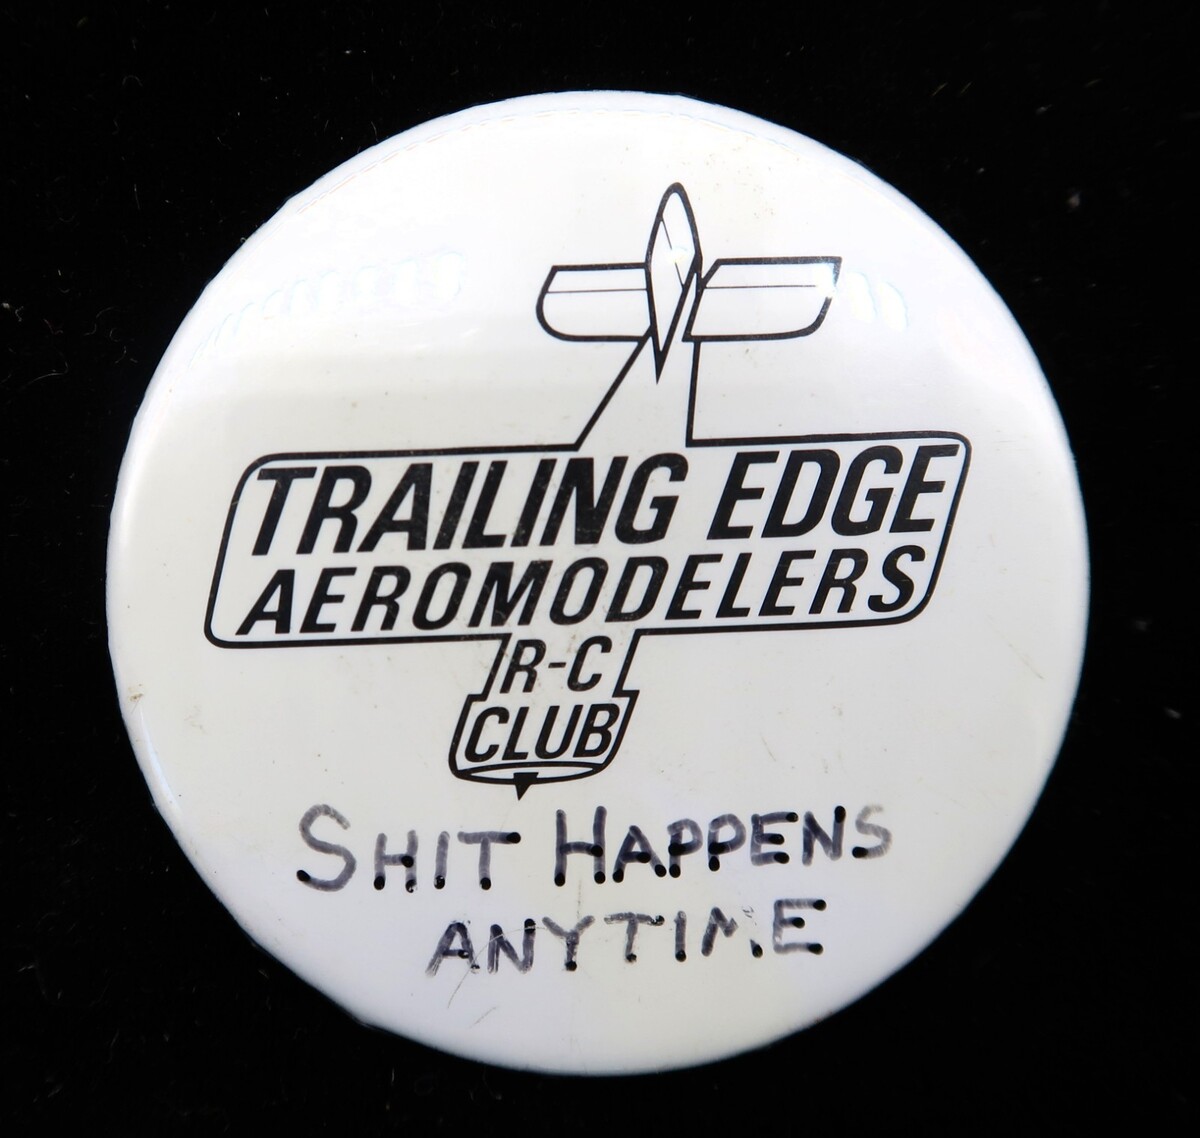 TRAILING EDGE
AEROMODELERS
R-C
CLUB
SHIT HAPPENS
ANYTIME